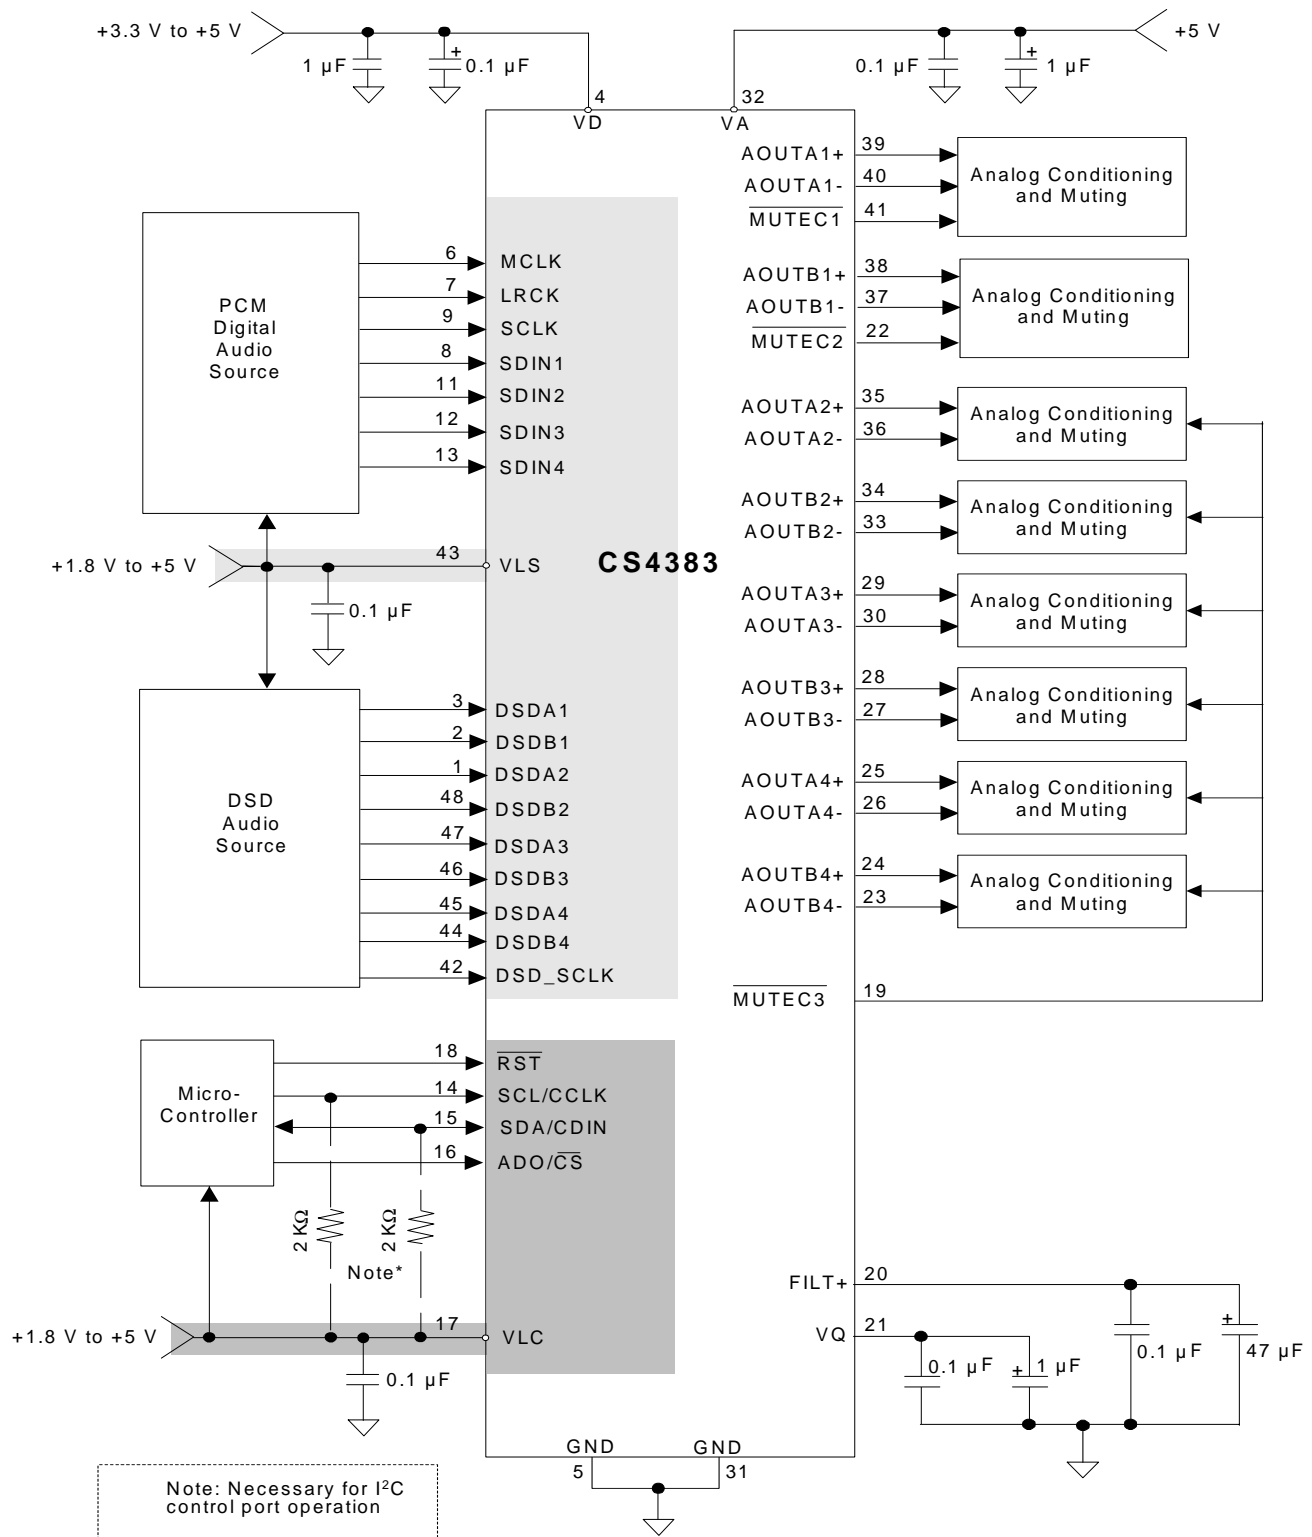 +3.3 V to +5 V
1 µF
+
0.1 µF
0.1 µF
+
1 µF
+5 V
4
VD
32
VA
PCM
Digital
Audio
Source
6
MCLK
7
LRCK
9
SCLK
8
SDIN1
11
SDIN2
12
SDIN3
13
SDIN4
+1.8 V to +5 V
43
VLS
0.1 µF
CS4383
DSD
Audio
Source
3
DSDA1
2
DSDB1
1
DSDA2
48
DSDB2
47
DSDA3
46
DSDB3
45
DSDA4
44
DSDB4
42
DSD_SCLK
Micro-
Controller
18
RST
14
SCL/CCLK
15
SDA/CDIN
16
ADO/CS
2 KΩ
2 KΩ
Note*
+1.8 V to +5 V
17
VLC
0.1 µF
AOUTA1+
39
AOUTA1-
40
MUTEC1
41
Analog Conditioning
and Muting
AOUTB1+
38
AOUTB1-
37
MUTEC2
22
Analog Conditioning
and Muting
AOUTA2+
35
AOUTA2-
36
Analog Conditioning
and Muting
AOUTB2+
34
AOUTB2-
33
Analog Conditioning
and Muting
AOUTA3+
29
AOUTA3-
30
Analog Conditioning
and Muting
AOUTB3+
28
AOUTB3-
27
Analog Conditioning
and Muting
AOUTA4+
25
AOUTA4-
26
Analog Conditioning
and Muting
AOUTB4+
24
AOUTB4-
23
Analog Conditioning
and Muting
MUTEC3
19
FILT+
20
VQ
21
0.1 µF
+
1 µF
0.1 µF
+
47 µF
GND
5
GND
31
Note: Necessary for I²C
control port operation